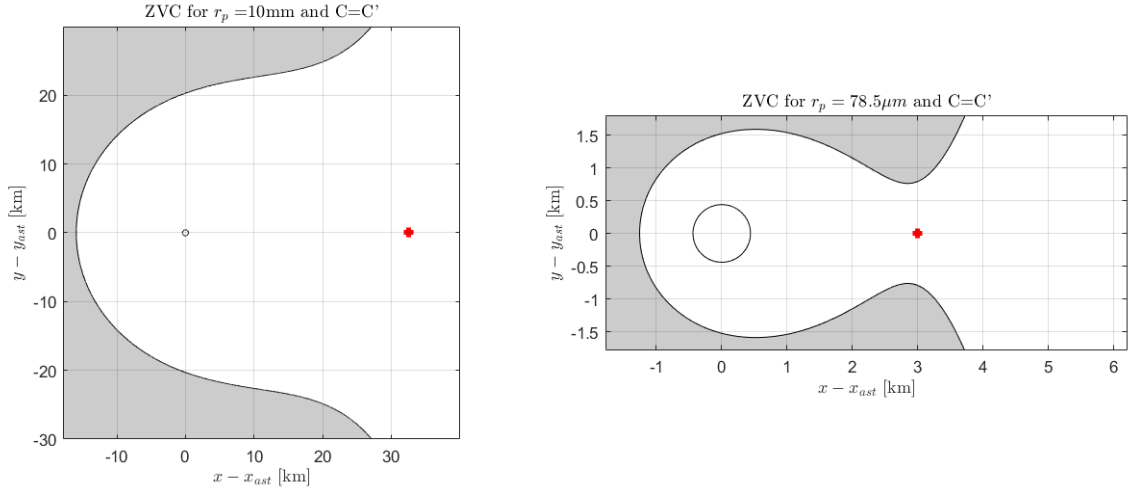 ZVC for r_p =10mm and C=C'
20
10
0
-10
-20
-30
-10 0 10 20 30
y − y_ast [km]
x − x_ast [km]
ZVC for r_p = 78.5μm and C=C'
1.5
1
0.5
0
-0.5
-1
-1.5
-1 0 1 2 3 4 5 6
y − y_ast [km]
x − x_ast [km]